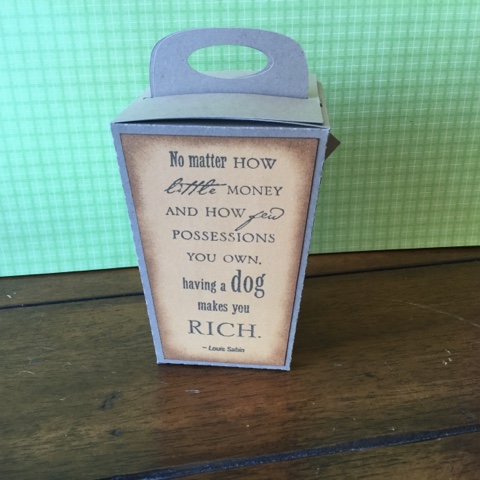 No matter HOW
little MONEY
AND HOW few
POSSESSIONS
YOU OWN,
having a dog
makes you
RICH.
~ Louis Sabin